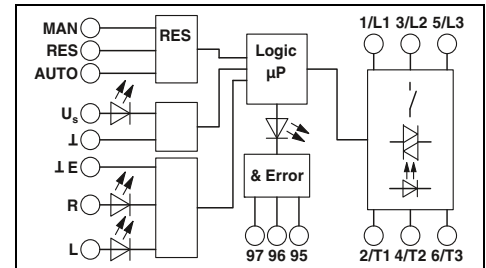 MAN
RES
AUTO
RES
Us
⊥
⊥ E
R
L
Logic
µP
& Error
97 96 95
1/L1 3/L2 5/L3
2/T1 4/T2 6/T3